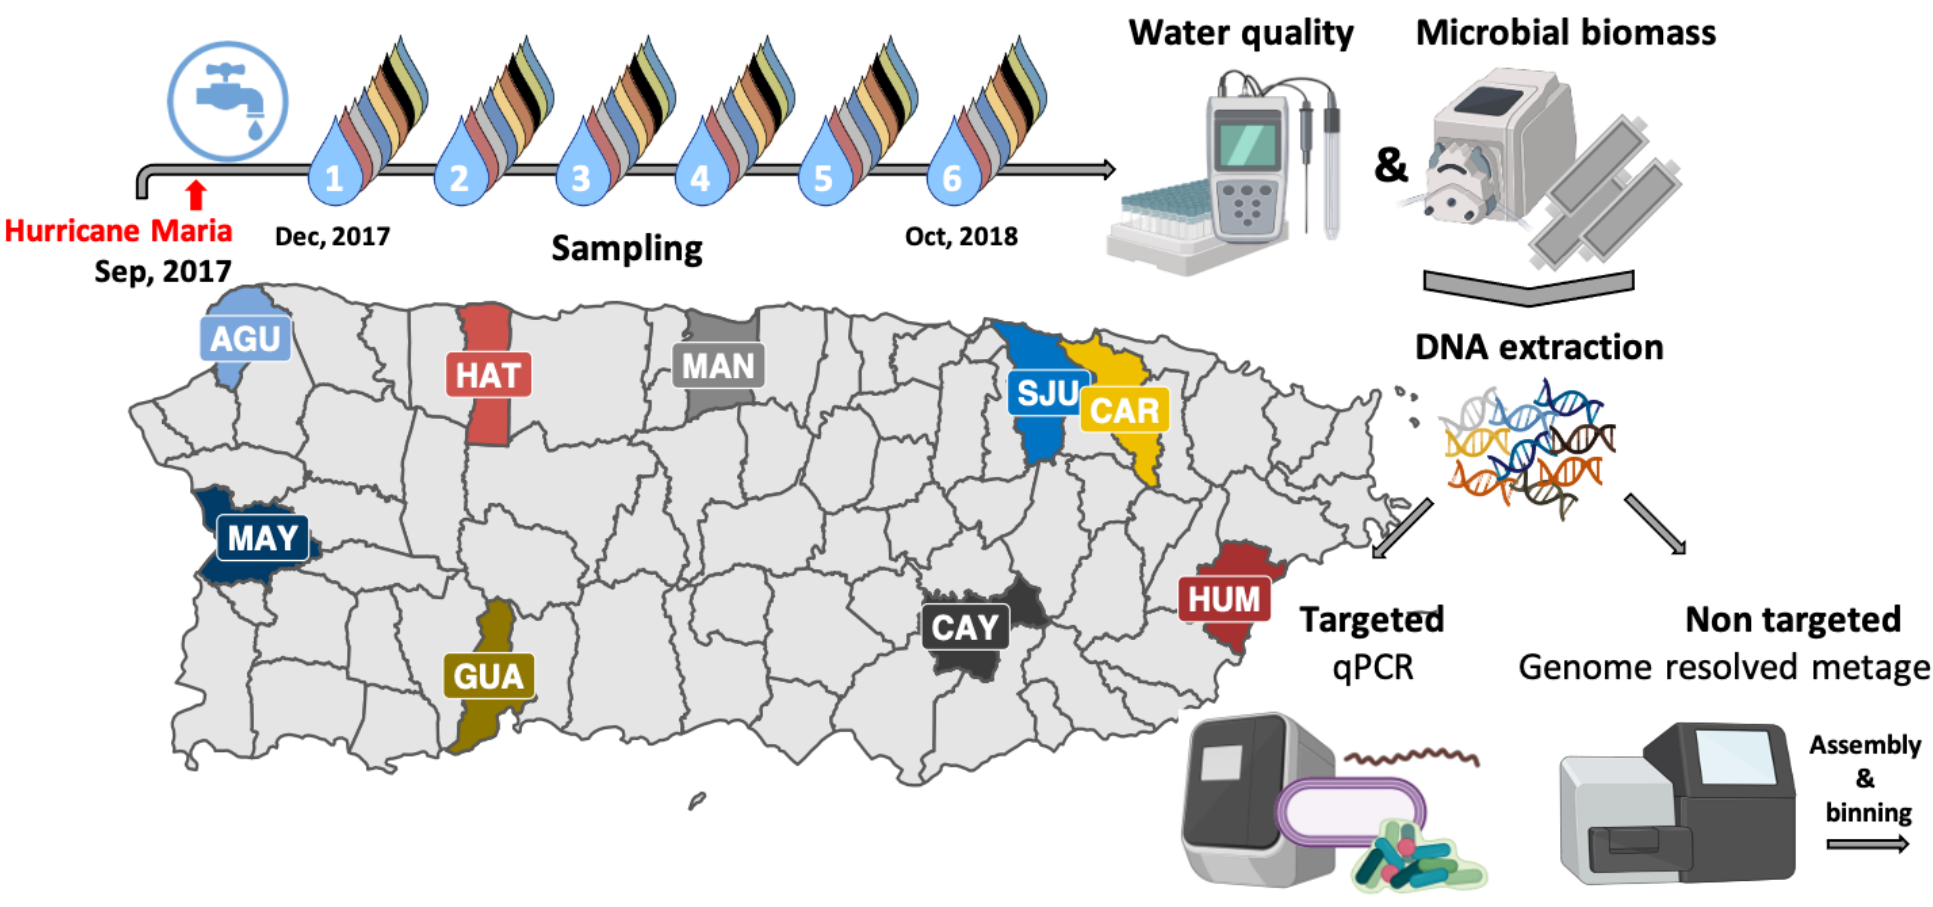 Water quality
Microbial biomass
1
2
3
4
5
6
&
Hurricane Maria
Sep, 2017
Dec, 2017
Sampling
Oct, 2018
AGU
HAT
MAN
SJU
CAR
MAY
HUM
CAY
GUA
DNA extraction
Targeted
qPCR
Non targeted
Genome resolved metage
Assembly
&
binning